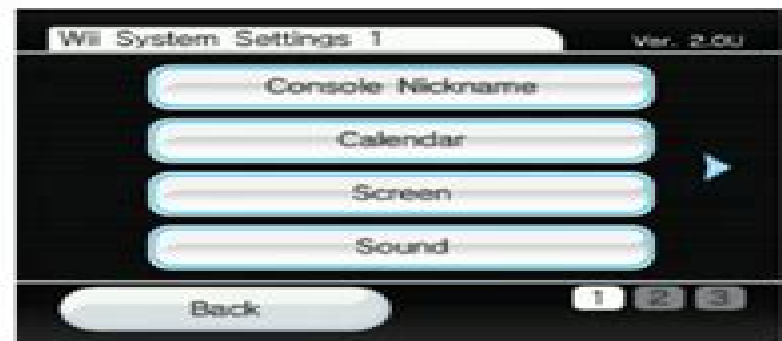 Wii System Settings 1
Ver. 2.0U
Console Nickname
Calendar
Screen
Sound
Back
1 2 3